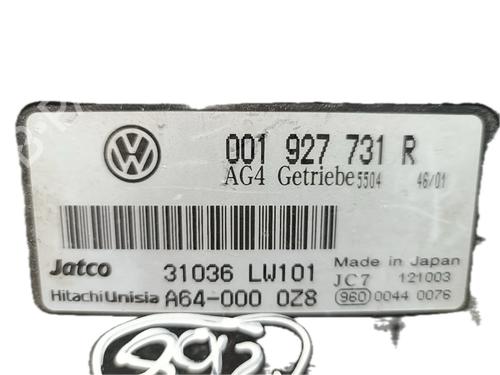 001 927 731 R
AG4 Getriebe 5504 46/01
Jatco 31036 LW101
Made in Japan
JC7 121003
HitachiUnisia A64-000 0Z8
960 0044 0076